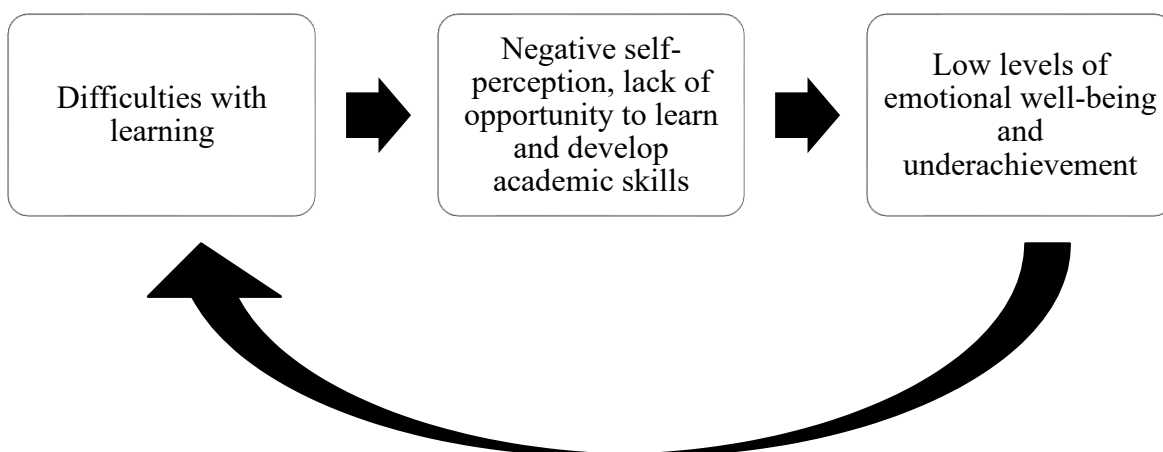 Difficulties with
learning
Negative self-
perception, lack of
opportunity to learn
and develop
academic skills
Low levels of
emotional well-being
and
underachievement